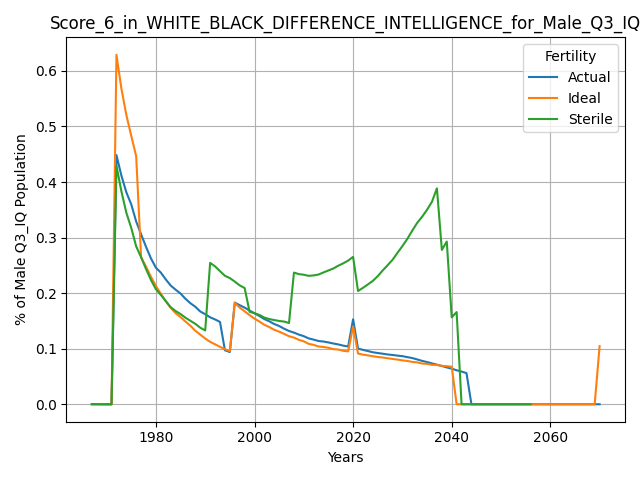 Score_6_in_WHITE_BLACK_DIFFERENCE_INTELLIGENCE_for_Male_Q3_IQ
Fertility
Actual
Ideal
Sterile
% of Male Q3_IQ Population
0.6
0.5
0.4
0.3
0.2
0.1
0.0
1980 2000 2020 2040 2060
Years